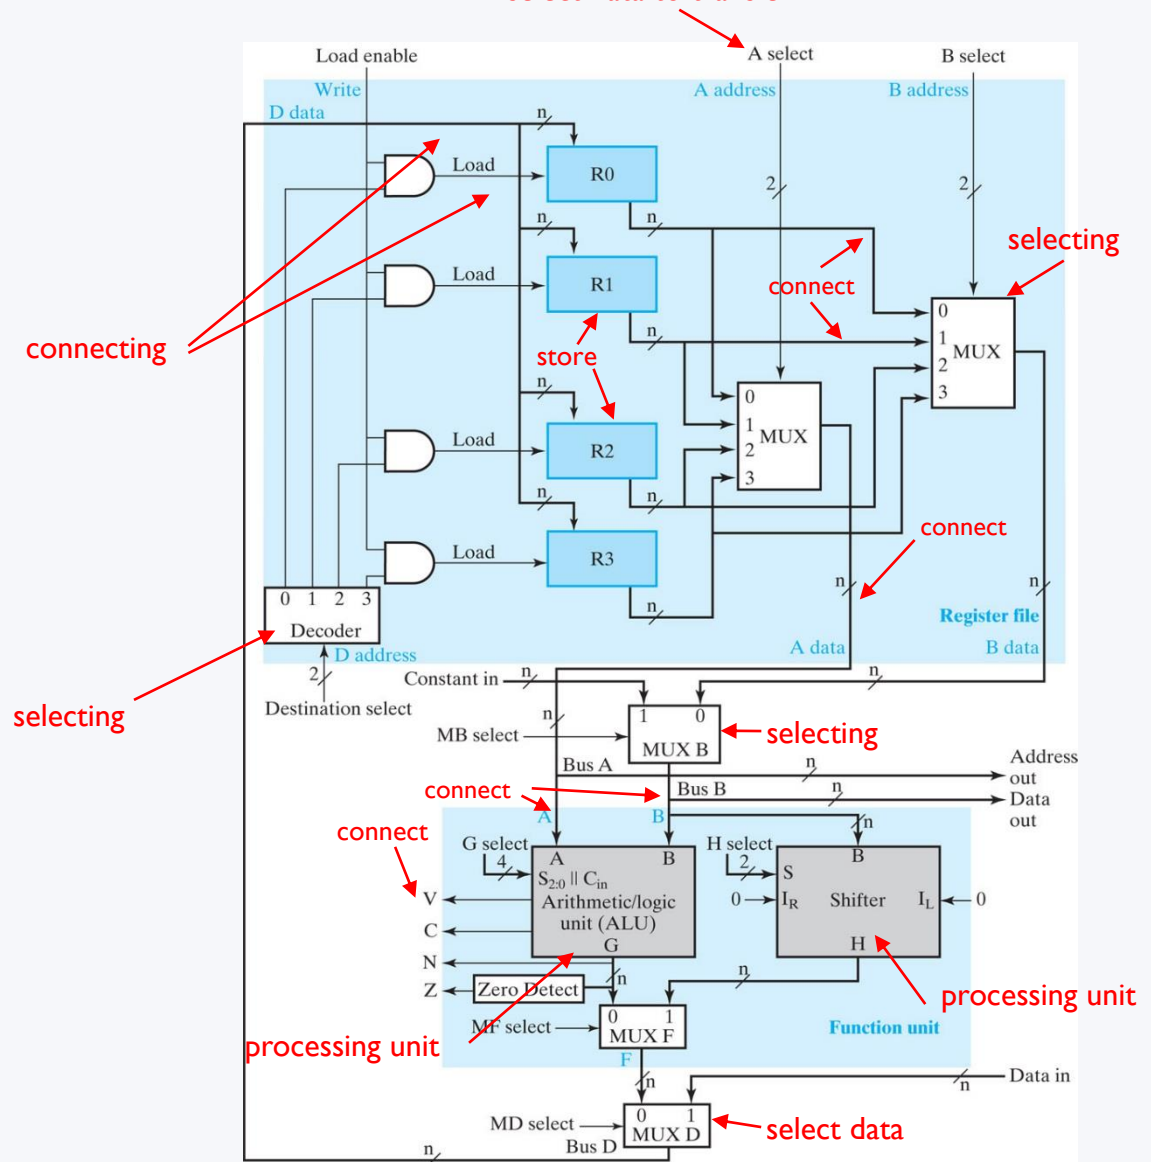 Load enable
A select
B select
Write
A address
B address
D data
n
Load
R0
2
2
n
n
selecting
Load
R1
connect
0
connecting
n
1
MUX
store
2
n
0
3
1
MUX
Load
R2
2
n
3
n
connect
Load
R3
n
n
0 1 2 3
n
Register file
Decoder
D address
A data
B data
2
Constant in
n
n
Destination select
n
1 0
selecting
MB select
selecting
MUX B
Bus A
n
Address
out
connect
Bus B
n
Data
out
A
B
n
connect
G select
H select
4
A
B
2
B
S2:0 || Cin
S
V
Arithmetic/logic
0
IR
Shifter
IL
0
unit (ALU)
C
G
H
N
n
n
Z
Zero Detect
processing unit
0 1
MF select
MUX F
Function unit
processing unit
F
n
n
Data in
0 1
MD select
MUX D
select data
Bus D
n